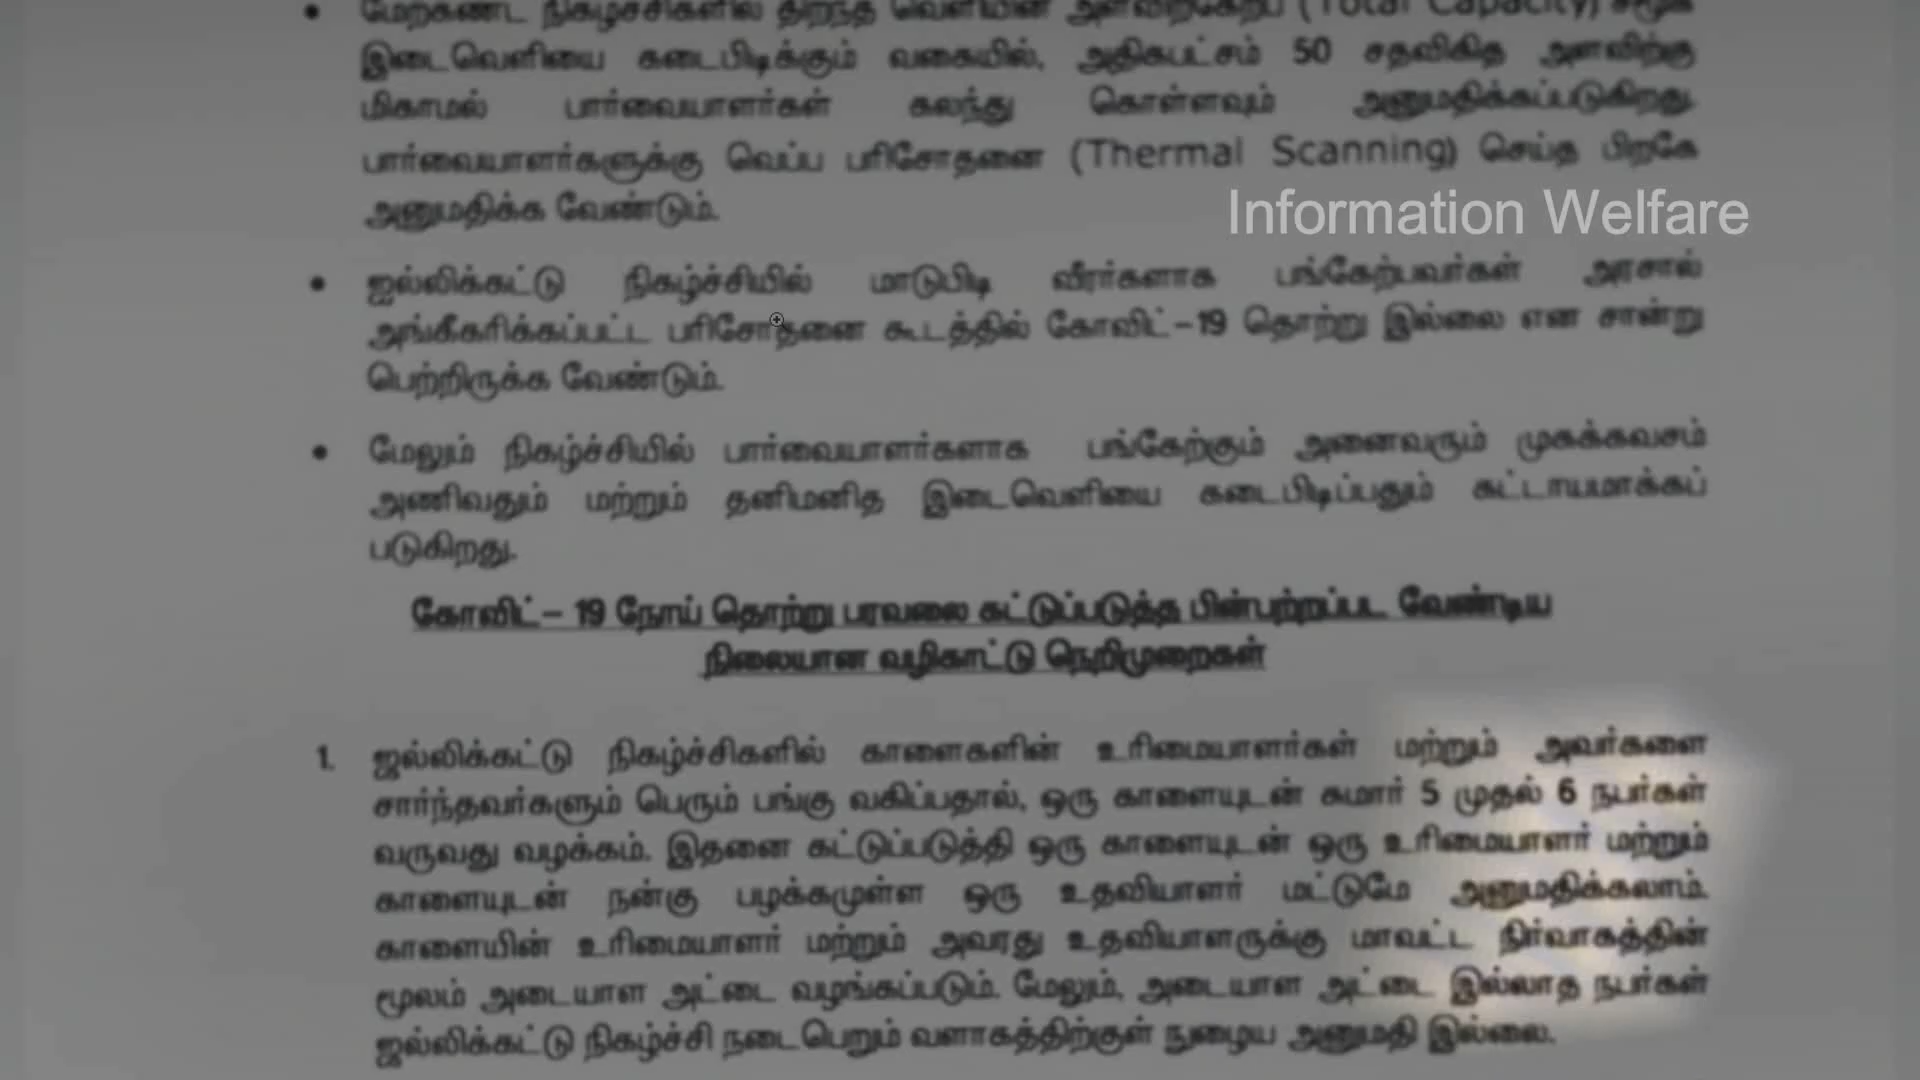 மேற்கண்ட நிகழ்ச்சிகளில் திறந்த வெளியின் அளவிற்கேற்ப (Total Capacity) சமூக
இடைவெளியை கடைபிடிக்கும் வகையில், அதிகபட்சம் 50 சதவிகித அளவிற்கு
மிகாமல் பார்வையாளர்கள் கலந்து கொள்ளவும் அனுமதிக்கப்படுகிறது.
பார்வையாளர்களுக்கு வெப்ப பரிசோதனை (Thermal Scanning) செய்த பிறகே
அனுமதிக்க வேண்டும்.
Information Welfare
ஜல்லிக்கட்டு நிகழ்ச்சியில் மாடுபிடி வீரர்களாக பங்கேற்பவர்கள் அரசால்
அங்கீகரிக்கப்பட்ட பரிசோதனை கூடத்தில் கோவிட்-19 தொற்று இல்லை என சான்று
பெற்றிருக்க வேண்டும்.
மேலும் நிகழ்ச்சியில் பார்வையாளர்களாக பங்கேற்கும் அனைவரும் முகக்கவசம்
அணிவதும் மற்றும் தனிமனித இடைவெளியை கடைபிடிப்பதும் கட்டாயமாக்கப்
படுகிறது.
கோவிட்– 19 நோய் தொற்று பரவலை கட்டுப்படுத்த பின்பற்றப்பட வேண்டிய
நிலையான வழிகாட்டு நெறிமுறைகள்
1. ஜல்லிக்கட்டு நிகழ்ச்சிகளில் காளைகளின் உரிமையாளர்கள் மற்றும் அவர்களை
சார்ந்தவர்களும் பெரும் பங்கு வகிப்பதால், ஒரு காளையுடன் சுமார் 5 முதல் 6 நபர்கள்
வருவது வழக்கம். இதனை கட்டுப்படுத்தி ஒரு காளையுடன் ஒரு உரிமையாளர் மற்றும்
காளையுடன் நன்கு பழக்கமுள்ள ஒரு உதவியாளர் மட்டுமே அனுமதிக்கலாம்.
காளையின் உரிமையாளர் மற்றும் அவரது உதவியாளருக்கு மாவட்ட நிர்வாகத்தின்
மூலம் அடையாள அட்டை வழங்கப்படும். மேலும், அடையாள அட்டை இல்லாத நபர்கள்
ஜல்லிக்கட்டு நிகழ்ச்சி நடைபெறும் வளாகத்திற்குள் நுழைய அனுமதி இல்லை.